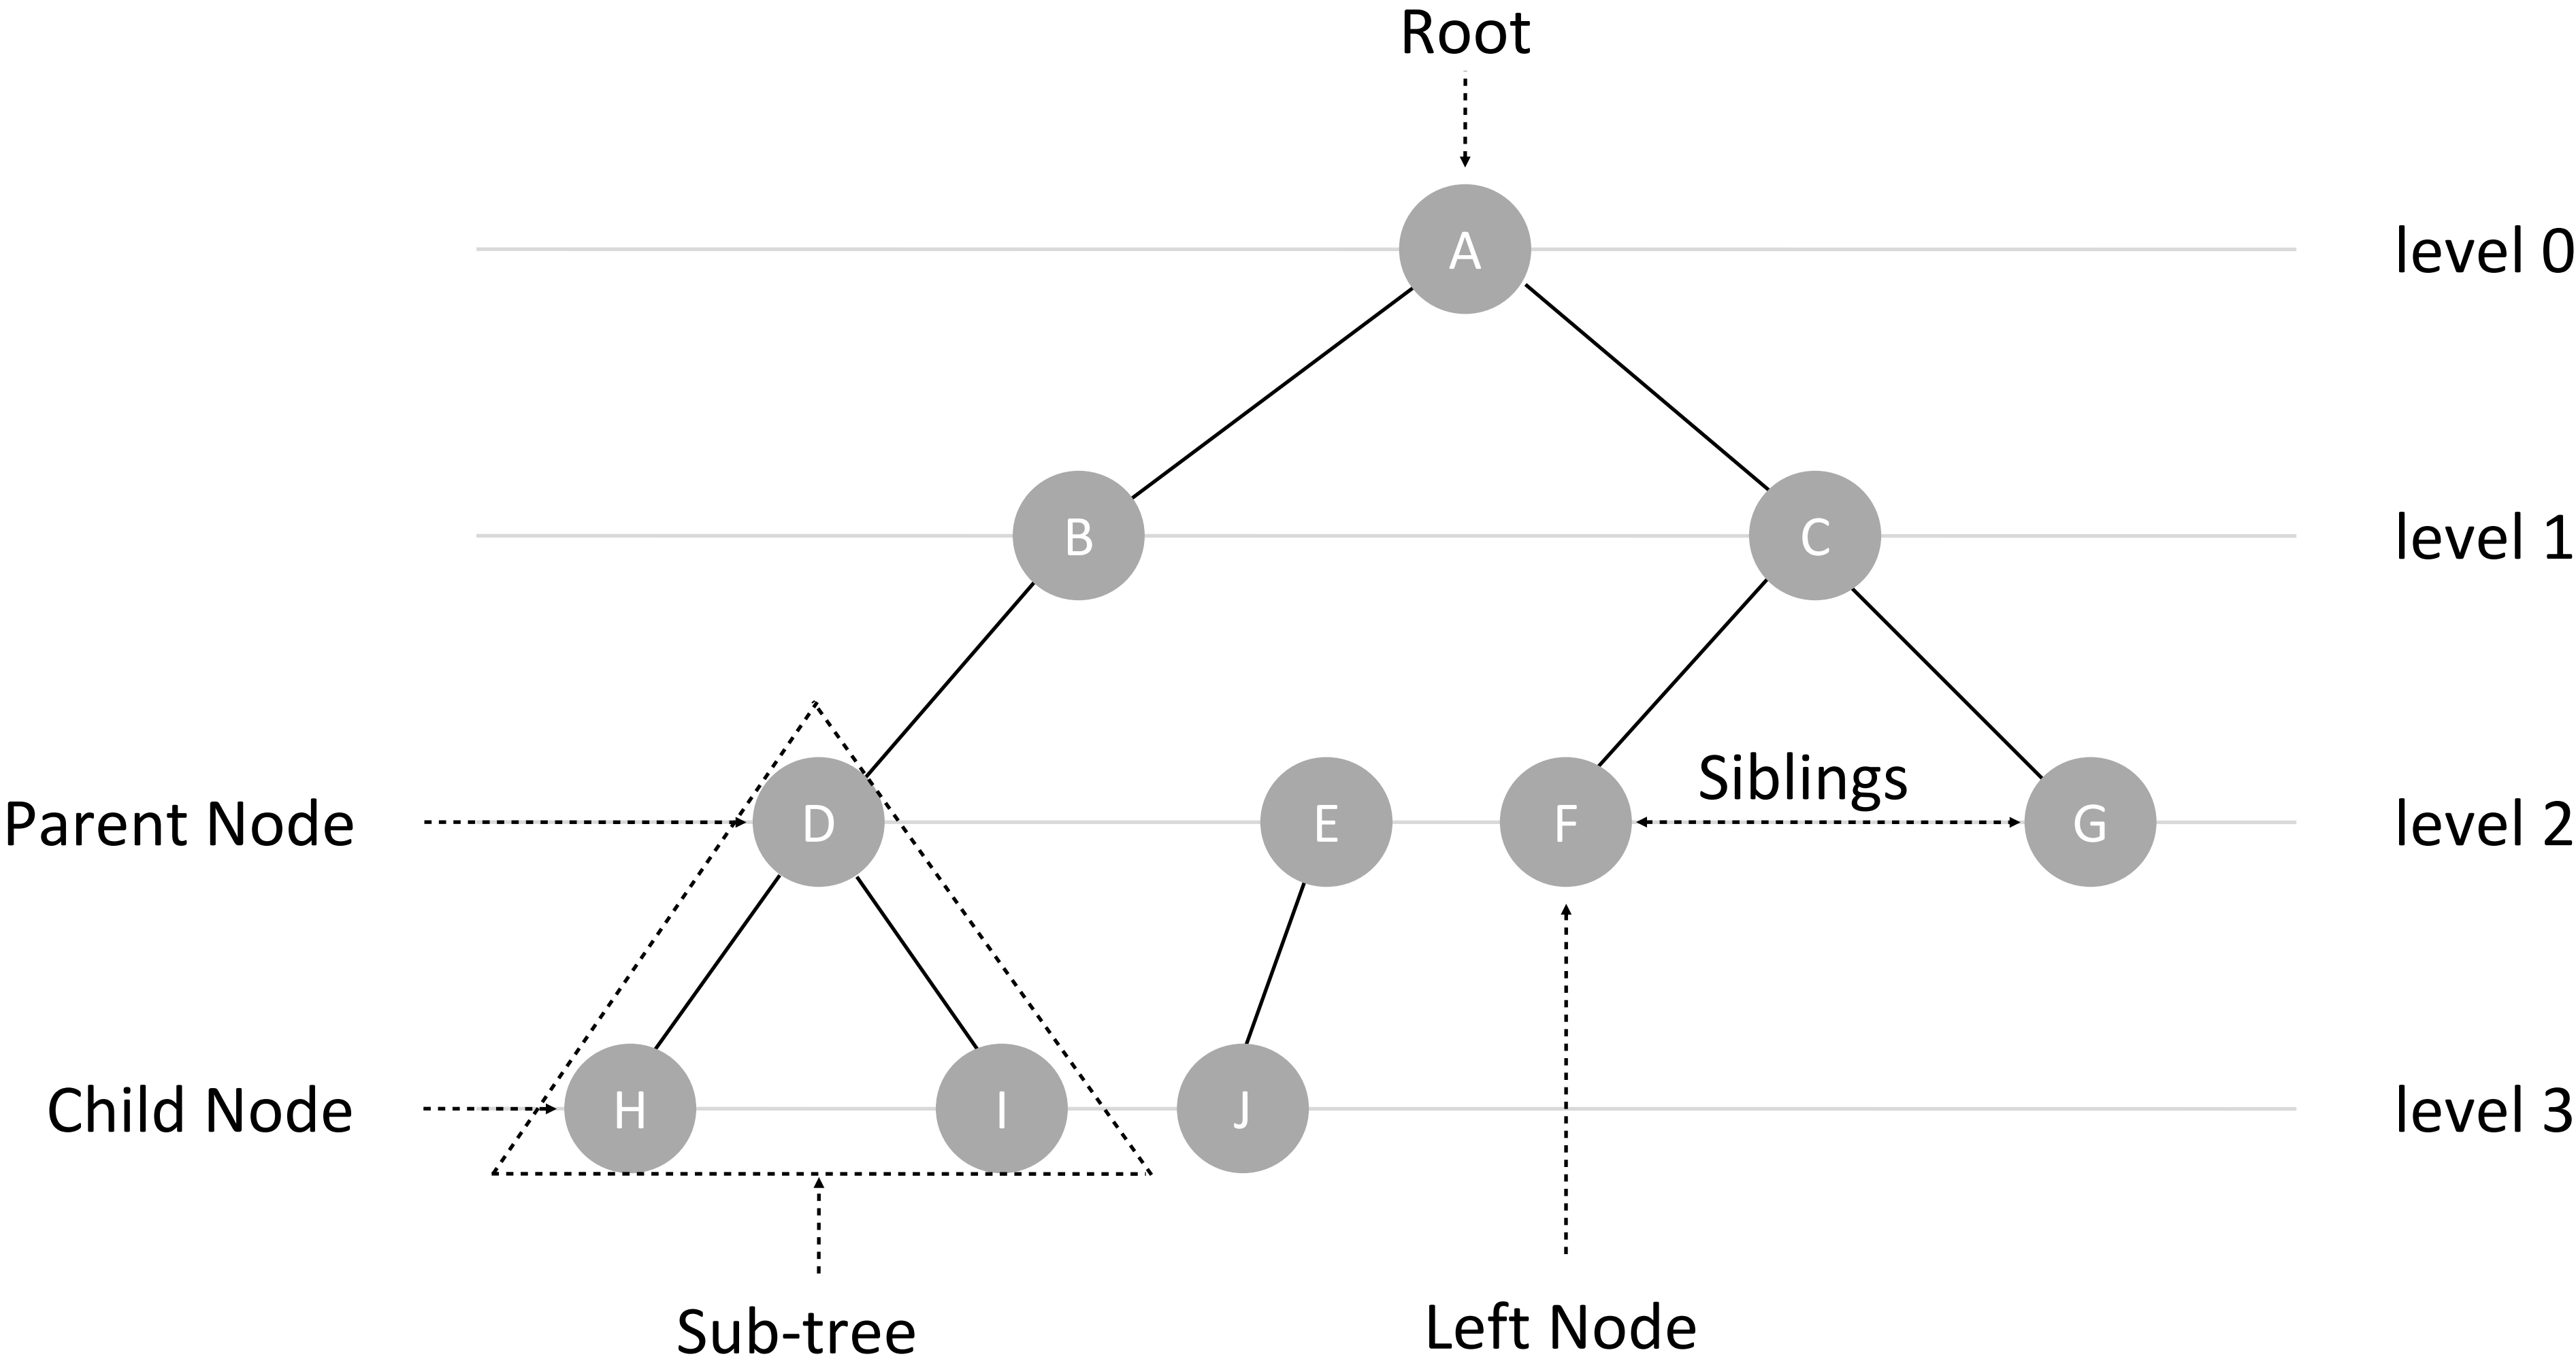 Root
A
level 0
B
C
level 1
Siblings
Parent Node
D
E
F
G
level 2
Child Node
H
I
J
level 3
Sub-tree
Left Node